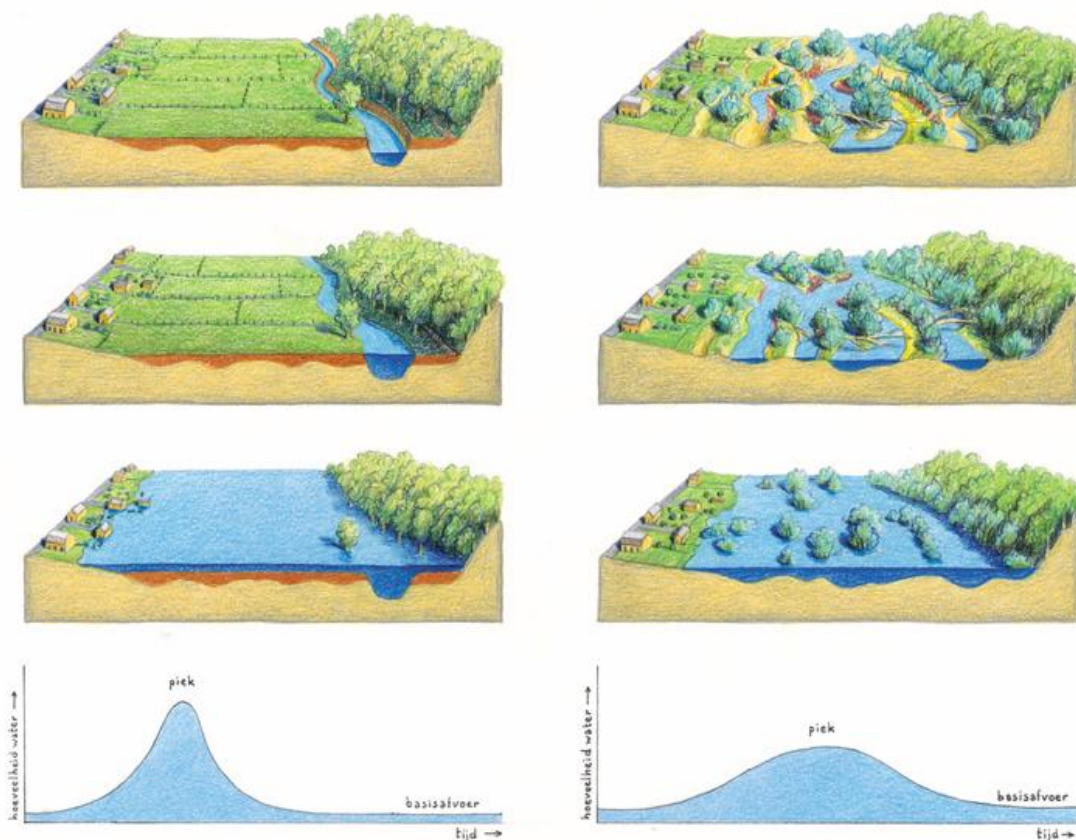 piek
hoeveelheid water →
basisafvoer
tijd →
piek
hoeveelheid water →
basisafvoer
tijd →